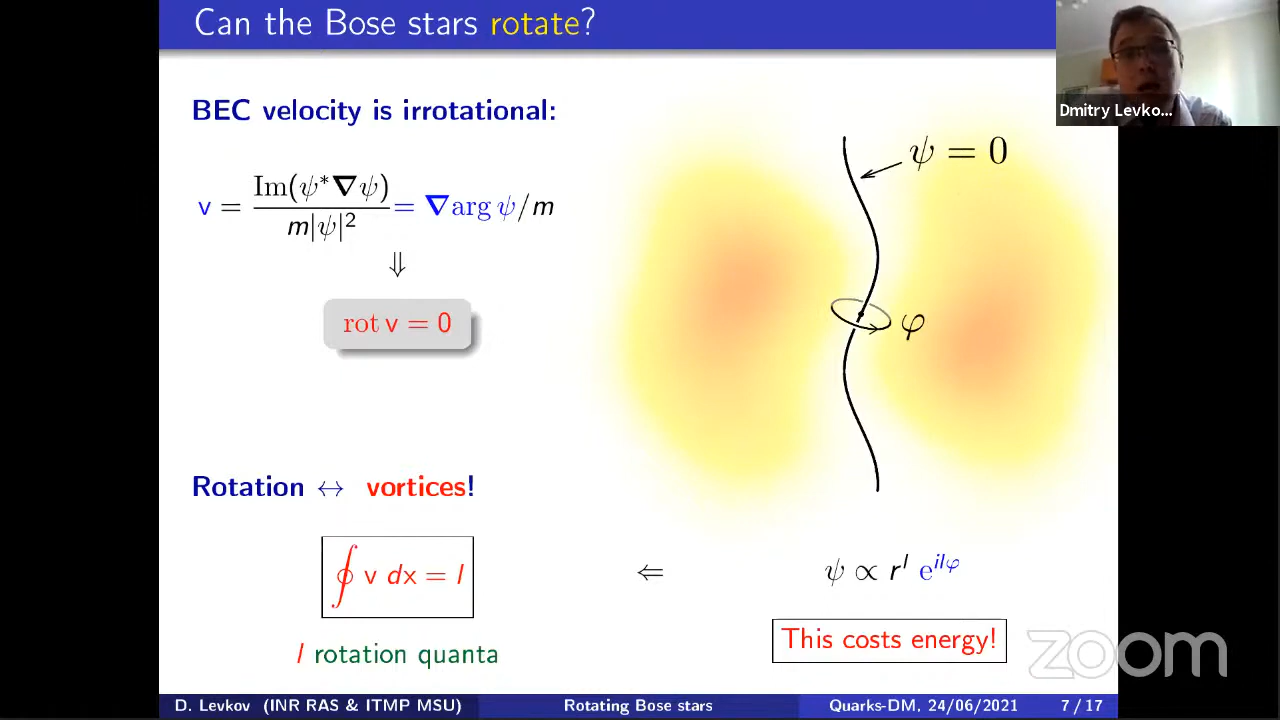 Can the Bose stars rotate?
Dmitry Levko...
BEC velocity is irrotational:
v = Im(ψ*∇ψ) / m|ψ|² = ∇arg ψ/m
⇓
rot v = 0
ψ = 0
φ
Rotation ↔ vortices!
∮ v dx = l
⇐
ψ ∝ r^l e^{ilφ}
l rotation quanta
This costs energy!
zoom
D. Levkov (INR RAS & ITMP MSU) Rotating Bose stars Quarks-DM, 24/06/2021 7 / 17